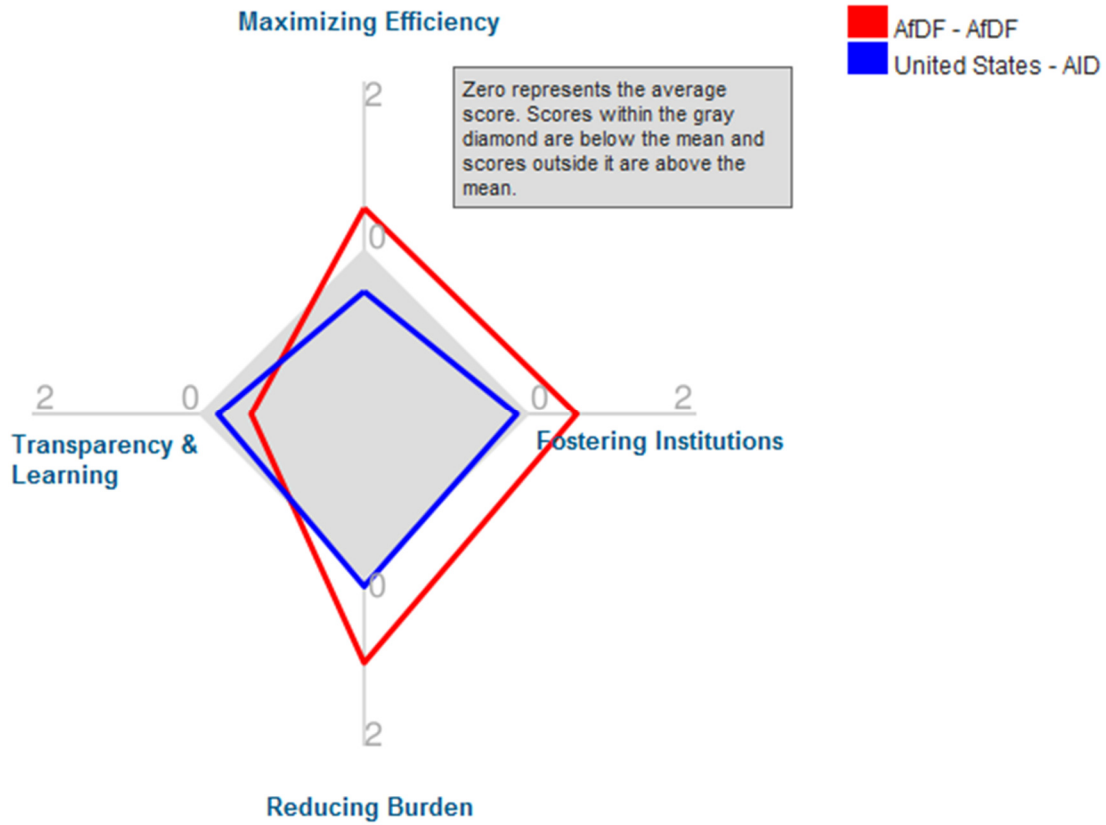 Maximizing Efficiency
AfDF - AfDF
United States - AID
Zero represents the average
score. Scores within the gray
diamond are below the mean and
scores outside it are above the
mean.
2
0
2
0
0
2
Transparency &
Learning
Fostering Institutions
0
2
Reducing Burden